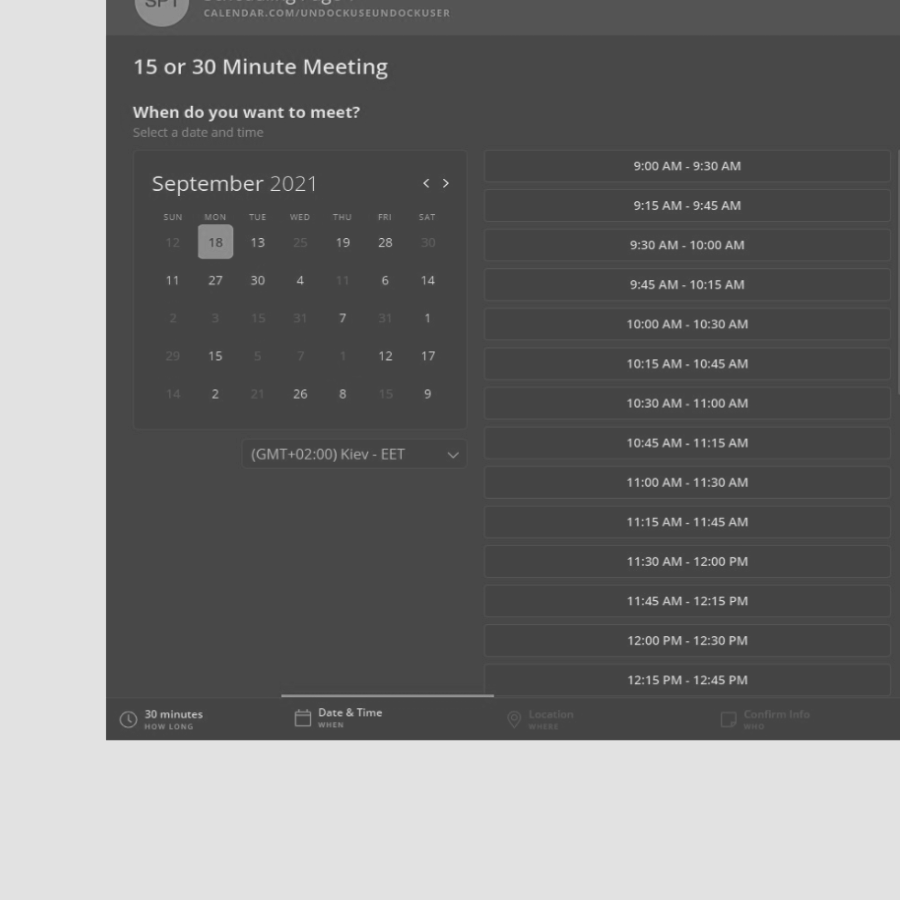 SPT
CALENDAR.COM/UNDOCKUSEUNDOCKUSER
15 or 30 Minute Meeting
When do you want to meet?
Select a date and time
September 2021
SUN MON TUE WED THU FRI SAT
12 18 13 25 19 28 30
11 27 30 4 11 6 14
2 3 15 31 7 31 1
29 15 5 7 1 12 17
14 2 21 26 8 15 9
(GMT+02:00) Kiev - EET
9:00 AM - 9:30 AM
9:15 AM - 9:45 AM
9:30 AM - 10:00 AM
9:45 AM - 10:15 AM
10:00 AM - 10:30 AM
10:15 AM - 10:45 AM
10:30 AM - 11:00 AM
10:45 AM - 11:15 AM
11:00 AM - 11:30 AM
11:15 AM - 11:45 AM
11:30 AM - 12:00 PM
11:45 AM - 12:15 PM
12:00 PM - 12:30 PM
12:15 PM - 12:45 PM
30 minutes
HOW LONG
Date & Time
WHEN
Location
WHERE
Confirm Info
WHO